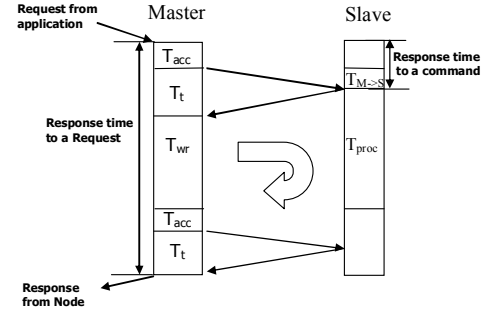 Request from
application
Master
Slave
Tacc
Response time
to a command
TM->S
Tt
Response time
to a Request
Twr
Tproc
Tacc
Tt
Response
from Node